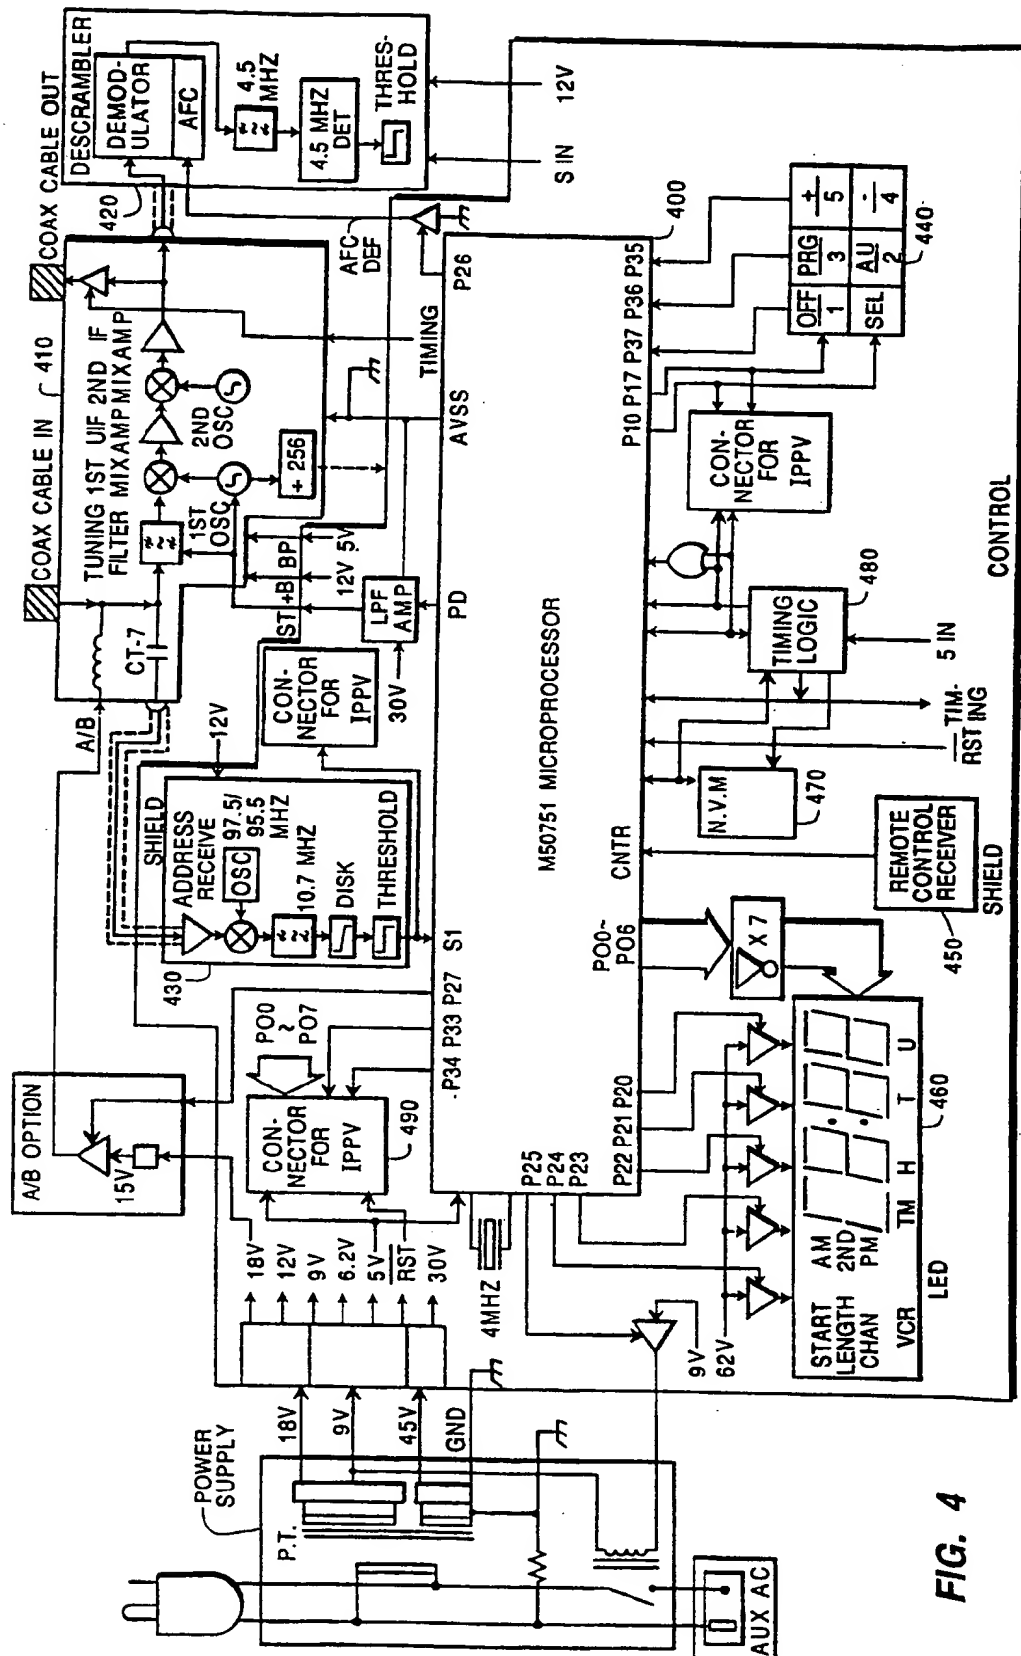 COAX CABLE OUT
COAX CABLE IN
410
DESCRAMBLER
DEMOD-
ULATOR
AFC
4.5
MHZ
4.5 MHZ
DET
THRES-
HOLD
420
S IN
12V
TUNING 1ST UIF 2ND IF
FILTER MIXAMP MIXAMP
1ST
OSC
2ND
OSC
÷ 256
CT-7
A/B
ST +B BP
12V 5V
AFC
DEF
TIMING
LPF
AMP
30V
CON-
NECTOR
FOR
IPPV
SHIELD
12V
ADDRESS
RECEIVE
97.5/
95.5
MHZ
OSC
10.7 MHZ
DISK
THRESHOLD
430
A/B OPTION
15V
PO0
~
PO7
CON-
NECTOR
FOR
IPPV
490
P34 P33 P27 S1 PD AVSS P26
400
M50751 MICROPROCESSOR
P25
P24
P23
P22 P21 P20
PO0~
PO6
CNTR
P10 P17 P37 P36 P35
18V
12V
9V
6.2V
5V
RST
30V
4MHZ
POWER
SUPPLY
P.T.
18V
9V
45V
GND
AUX AC
9V
62V
X 7
START
LENGTH
CHAN
VCR
AM
2ND
PM
TM H T U
LED
460
REMOTE
CONTROL
RECEIVER
450
SHIELD
N.V.M
470
RST
TIM-
ING
TIMING
LOGIC
480
5 IN
CON-
NECTOR
FOR
IPPV
OFF
1
PRG
3
+
5
SEL
AU
2
-
4
440
CONTROL
FIG. 4